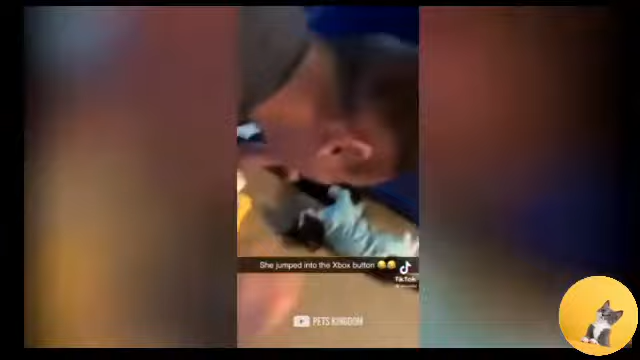 She jumped into the Xbox button 😂😂
TikTok
PETS KINGDOM